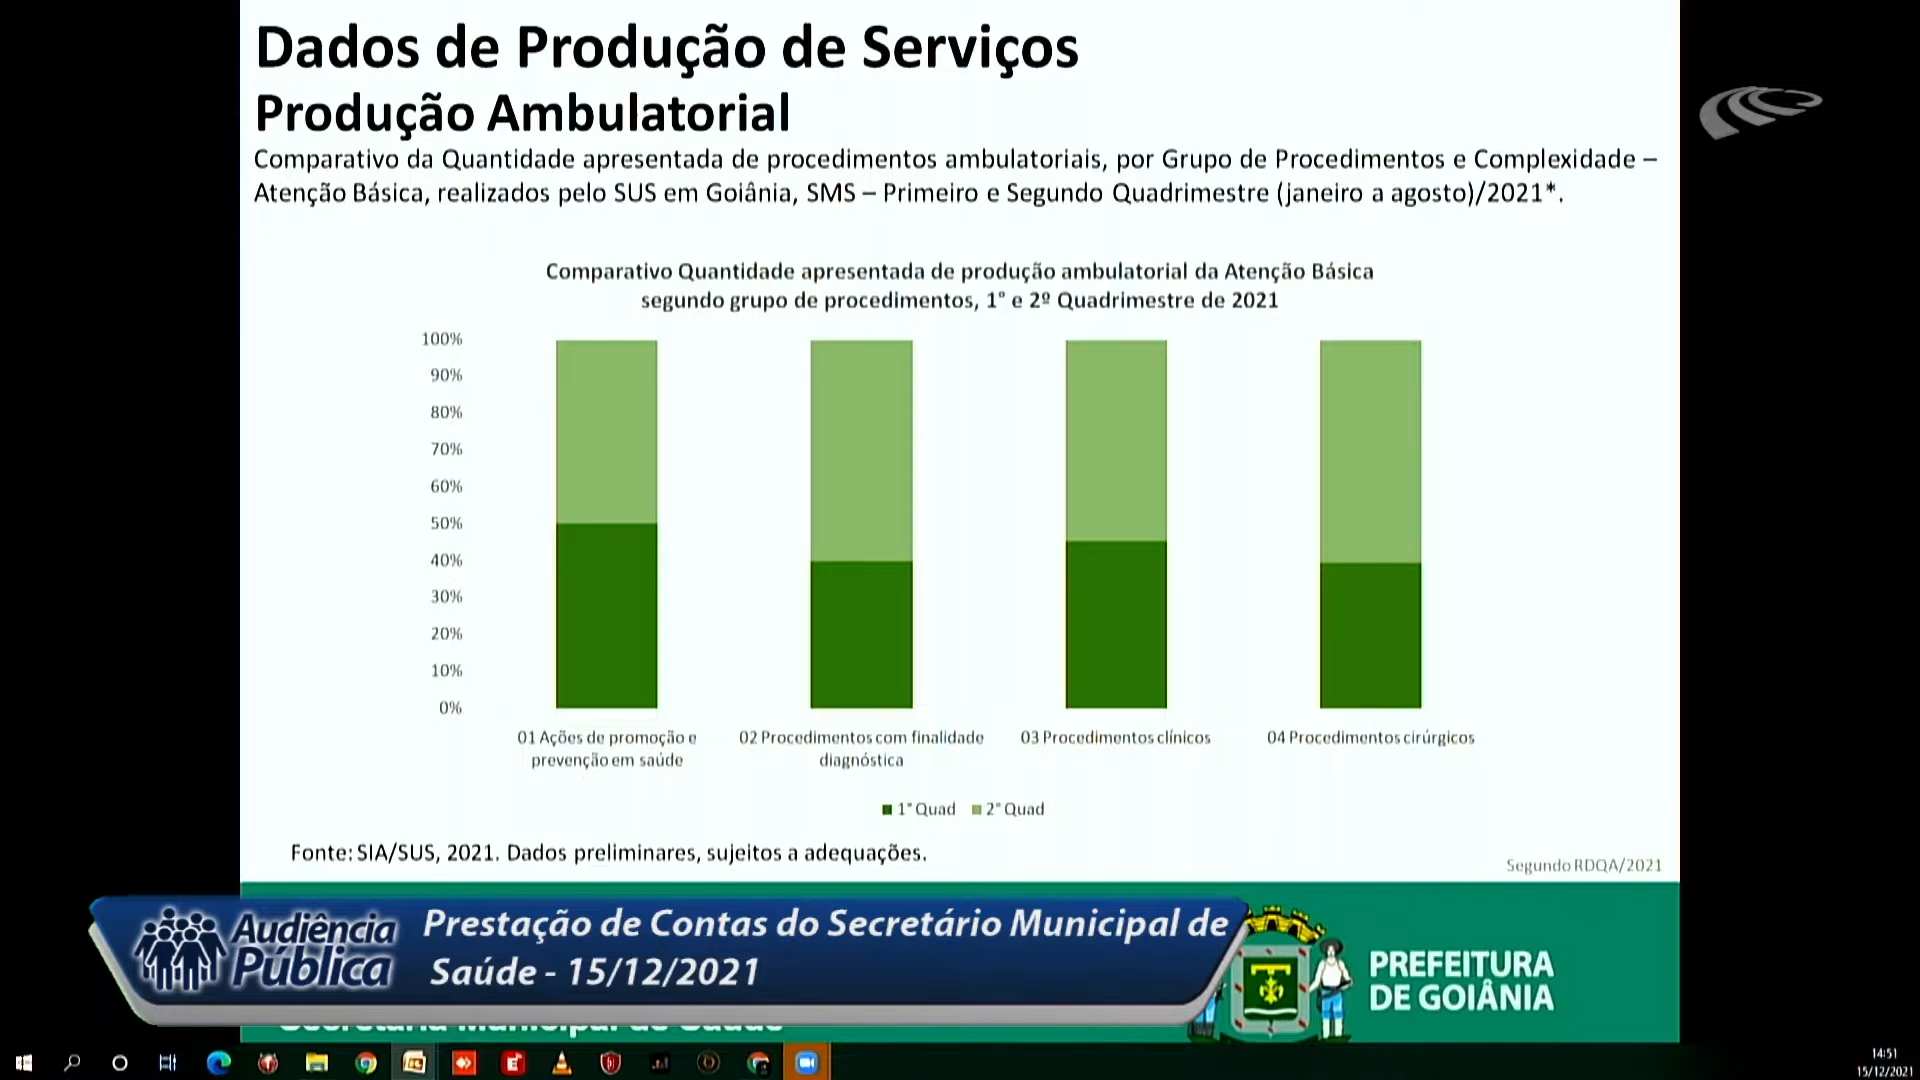 Dados de Produção de Serviços
Produção Ambulatorial
Comparativo da Quantidade apresentada de procedimentos ambulatoriais, por Grupo de Procedimentos e Complexidade –
Atenção Básica, realizados pelo SUS em Goiânia, SMS – Primeiro e Segundo Quadrimestre (janeiro a agosto)/2021*.
Comparativo Quantidade apresentada de produção ambulatorial da Atenção Básica
segundo grupo de procedimentos, 1° e 2º Quadrimestre de 2021
100%
90%
80%
70%
60%
50%
40%
30%
20%
10%
0%
01 Ações de promoção e
prevenção em saúde
02 Procedimentos com finalidade
diagnóstica
03 Procedimentos clínicos
04 Procedimentos cirúrgicos
1° Quad 2° Quad
Fonte: SIA/SUS, 2021. Dados preliminares, sujeitos a adequações.
Segundo RDQA/2021
Audiência
Pública
Prestação de Contas do Secretário Municipal de
Saúde - 15/12/2021
PREFEITURA
DE GOIÂNIA
14:51
15/12/2021